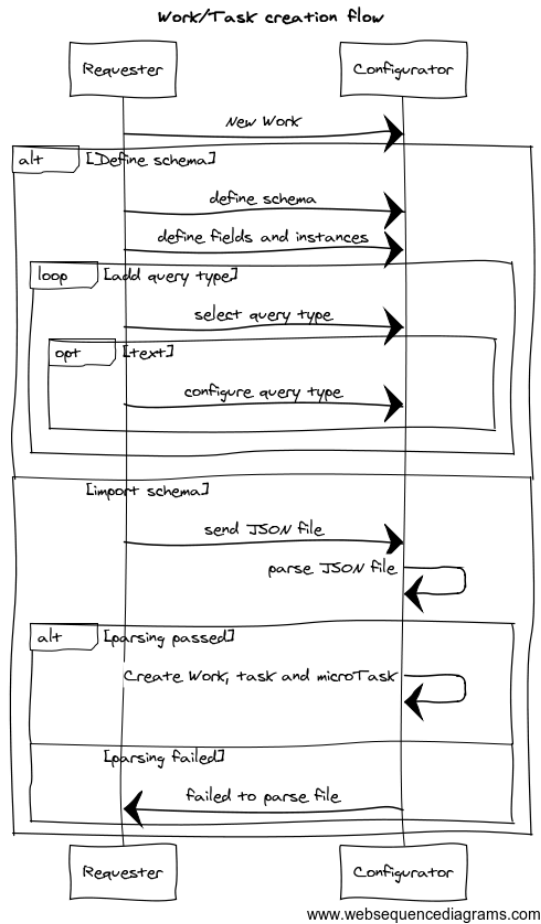 Work/Task creation flow
Requester
Configurator
New Work
alt
[Define schema]
define schema
define fields and instances
loop
[add query type]
select query type
opt
[text]
configure query type
[import schema]
send JSON file
parse JSON file
alt
[parsing passed]
Create Work, task and microTask
[parsing failed]
failed to parse file
Requester
Configurator
www.websequencediagrams.com